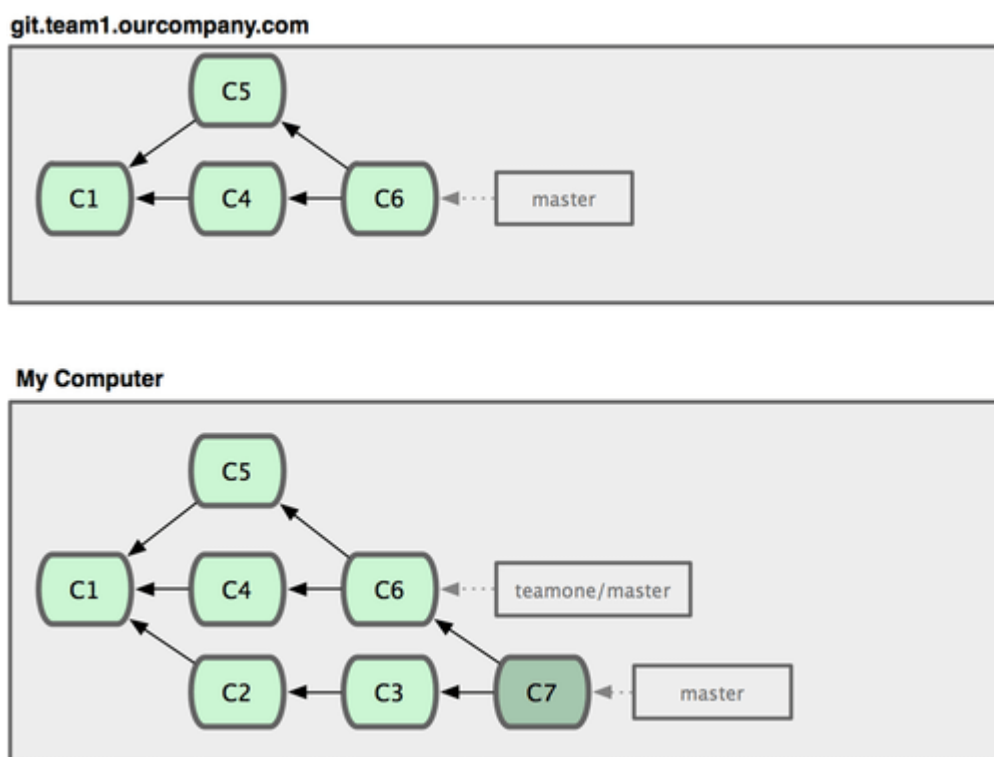 git.team1.ourcompany.com
C5
C1 C4 C6 master
My Computer
C5
C1 C4 C6 teamone/master
C2 C3 C7 master